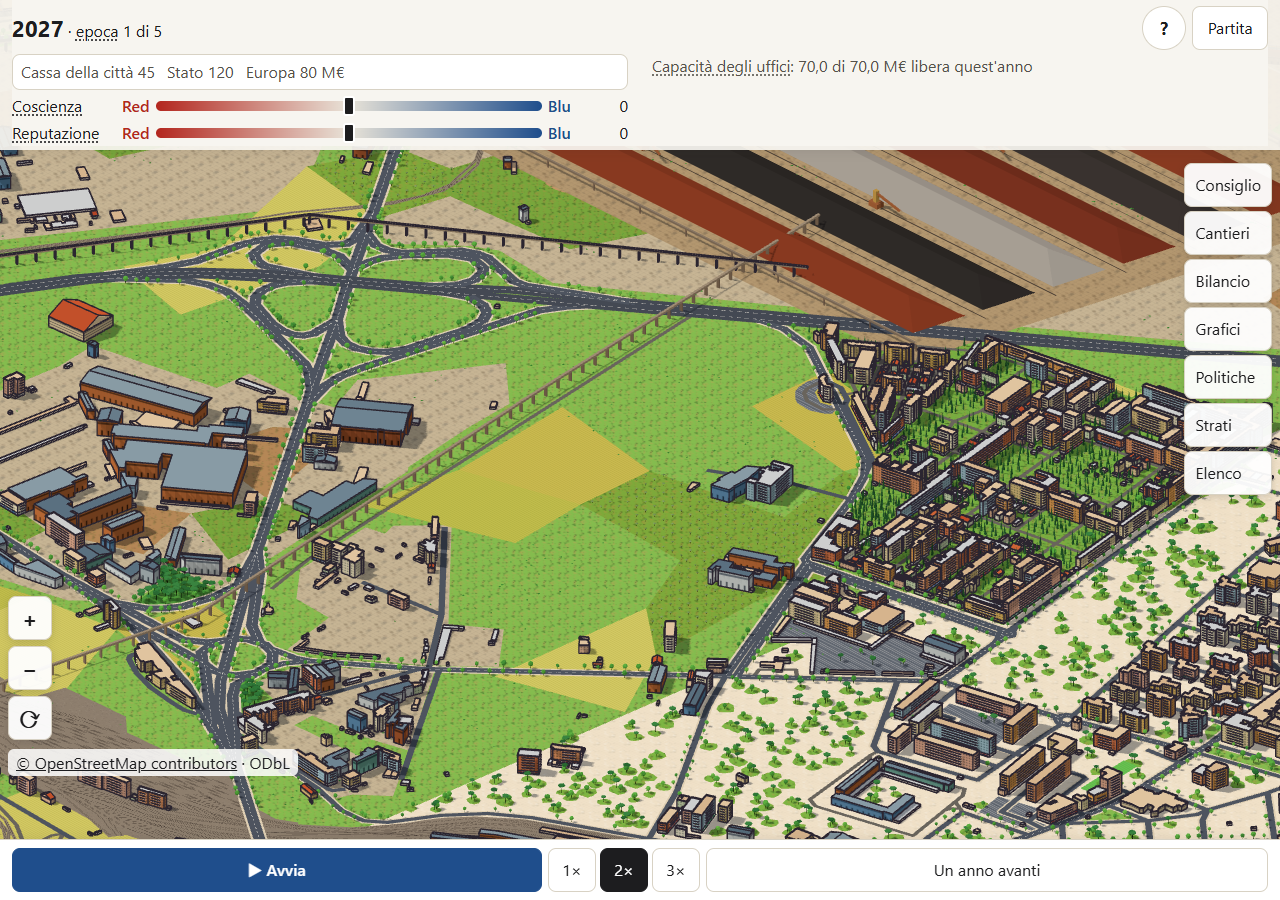 2027 · epoca 1 di 5
?
Partita
Cassa della città 45 Stato 120 Europa 80 M€
Capacità degli uffici: 70,0 di 70,0 M€ libera quest'anno
Coscienza Red Blu 0
Reputazione Red Blu 0
Consiglio
Cantieri
Bilancio
Grafici
Politiche
Strati
Elenco
+
−
© OpenStreetMap contributors · ODbL
▶ Avvia
1×
2×
3×
Un anno avanti